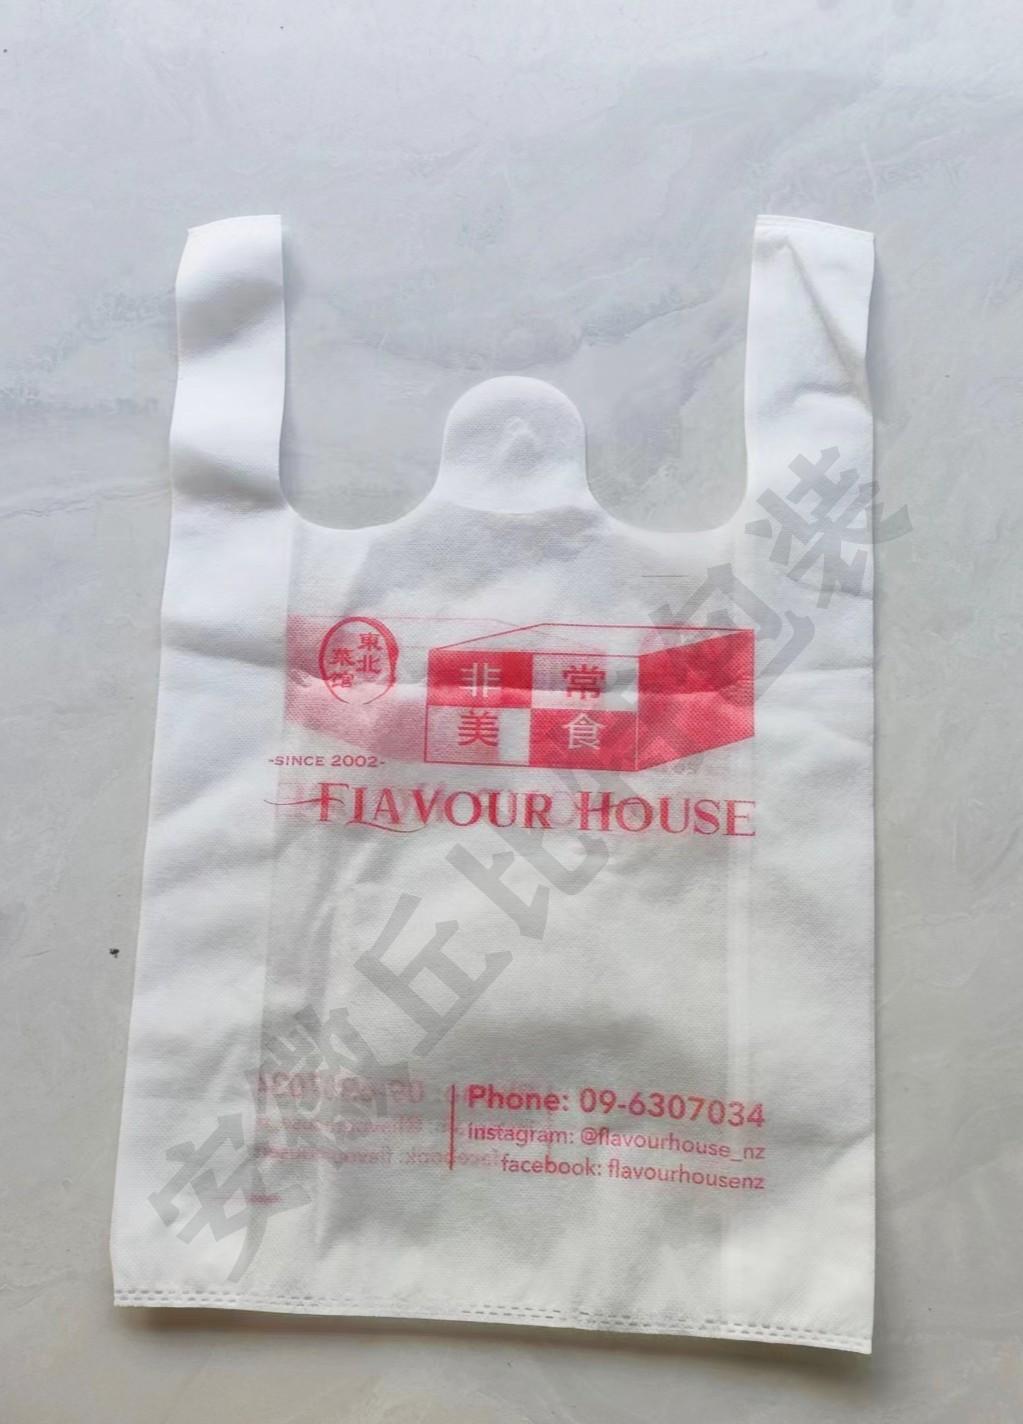 東北
菜馆
非常
美食
-SINCE 2002-
FLAVOUR HOUSE
Phone: 09-6307034
instagram: @flavourhouse_nz
facebook: flavourhousenz